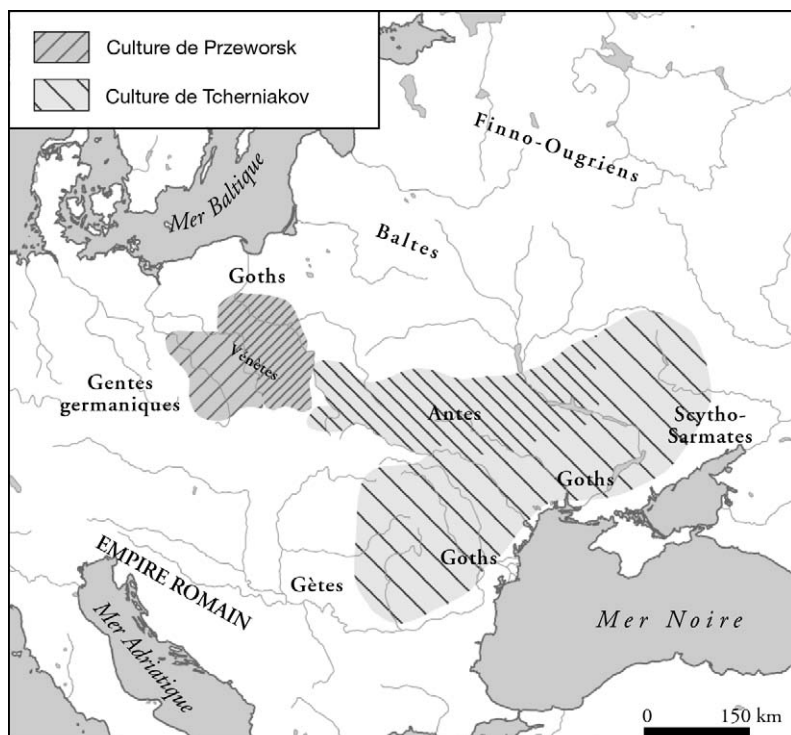 Culture de Przeworsk
Culture de Tcherniakov
Finno-Ougriens
Mer Baltique
Baltes
Goths
Vénètes
Gentes
germaniques
Antes
Scytho-
Sarmates
Goths
Goths
EMPIRE ROMAIN
Gètes
Mer Noire
Mer Adriatique
0 150 km